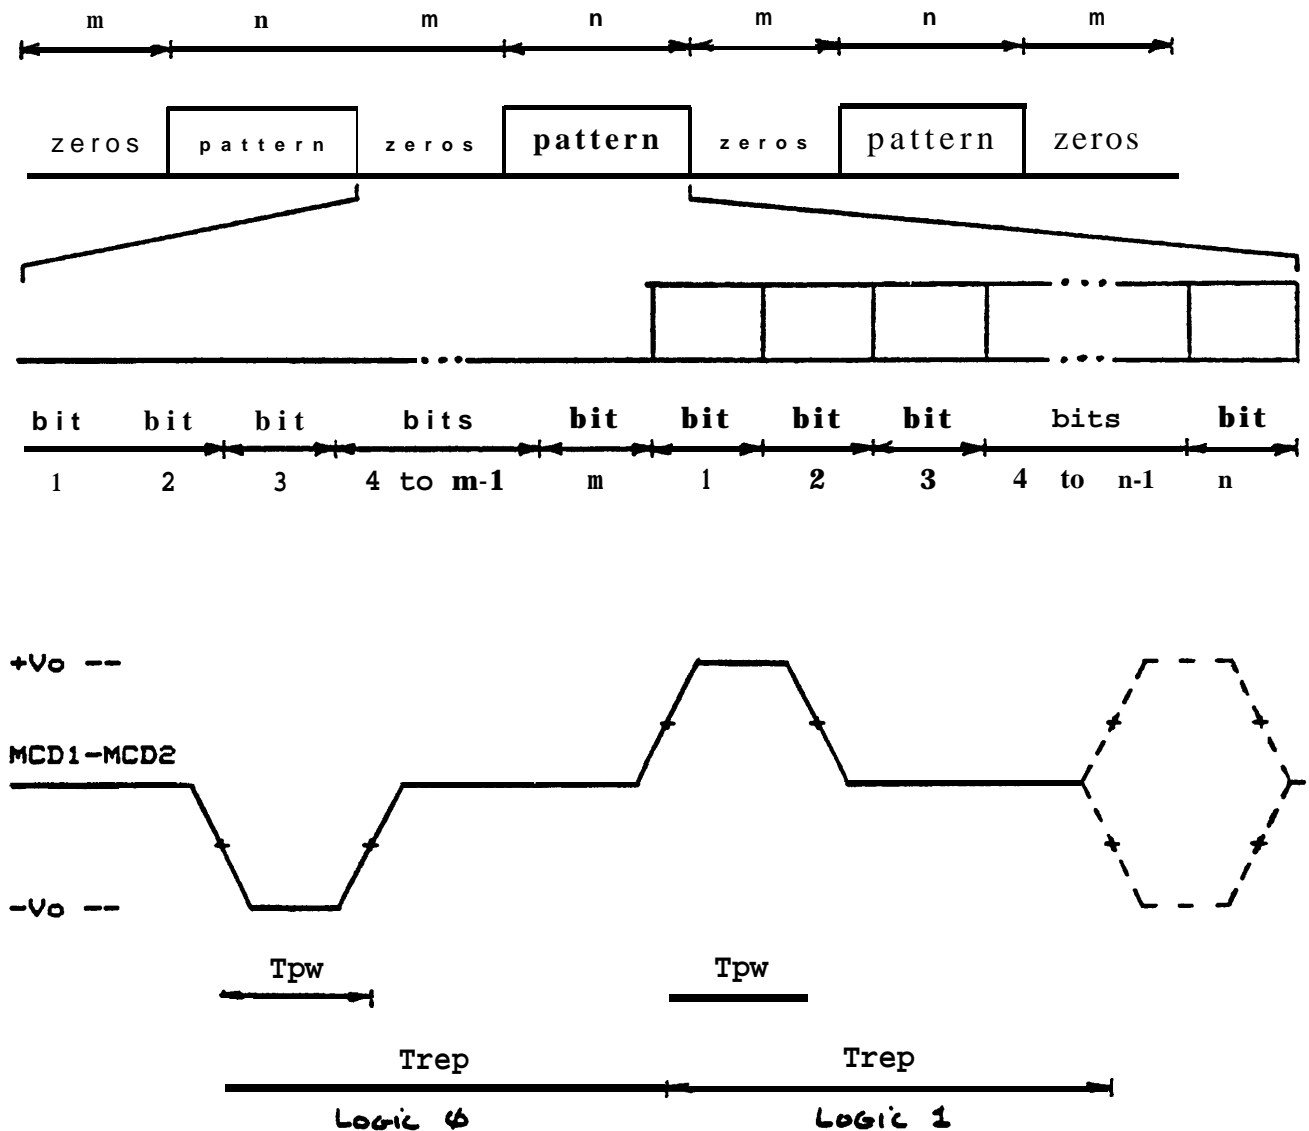 m n m n m n m
zeros pattern zeros pattern zeros pattern zeros
bit bit bit bits bit bit bit bit bits bit
1 2 3 4 to m-1 m 1 2 3 4 to n-1 n
+Vo --
MCD1-MCD2
-Vo --
Tpw Tpw
Trep Trep
Logic φ Logic 1